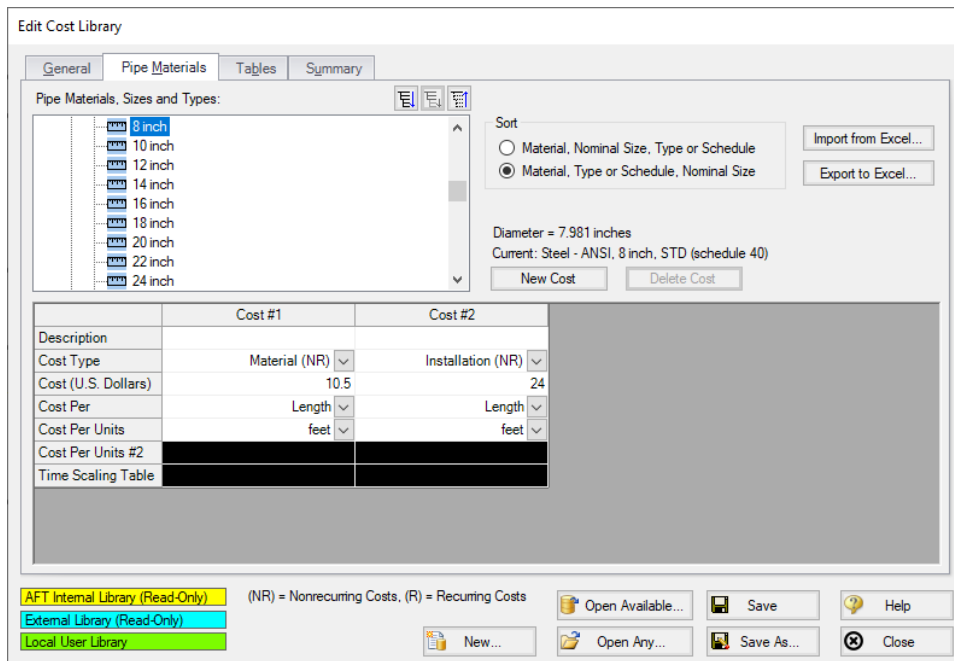 Edit Cost Library
General Pipe Materials Tables Summary
Pipe Materials, Sizes and Types:
8 inch
10 inch
12 inch
14 inch
16 inch
18 inch
20 inch
22 inch
24 inch
Sort
Material, Nominal Size, Type or Schedule
Material, Type or Schedule, Nominal Size
Import from Excel...
Export to Excel...
Diameter = 7.981 inches
Current: Steel - ANSI, 8 inch, STD (schedule 40)
New Cost Delete Cost
Cost #1 Cost #2
Description
Cost Type Material (NR) Installation (NR)
Cost (U.S. Dollars) 10.5 24
Cost Per Length Length
Cost Per Units feet feet
Cost Per Units #2
Time Scaling Table
AFT Internal Library (Read-Only)
External Library (Read-Only)
Local User Library
(NR) = Nonrecurring Costs, (R) = Recurring Costs
Open Available... Save Help
New... Open Any... Save As... Close